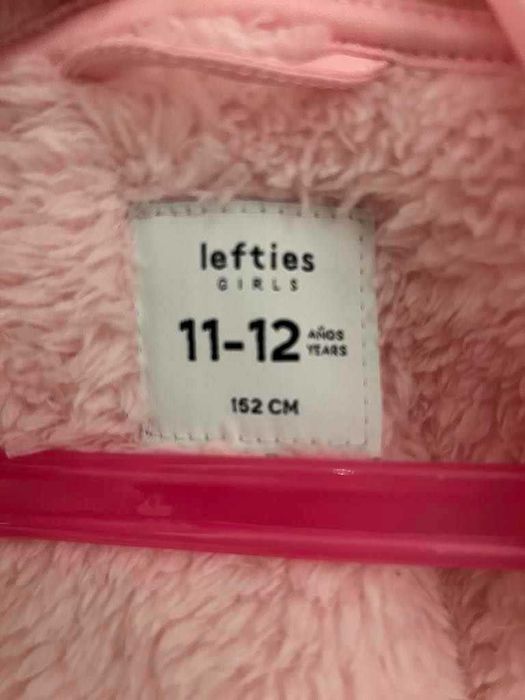 lefties
GIRLS
11-12 AÑOS
YEARS
152 CM